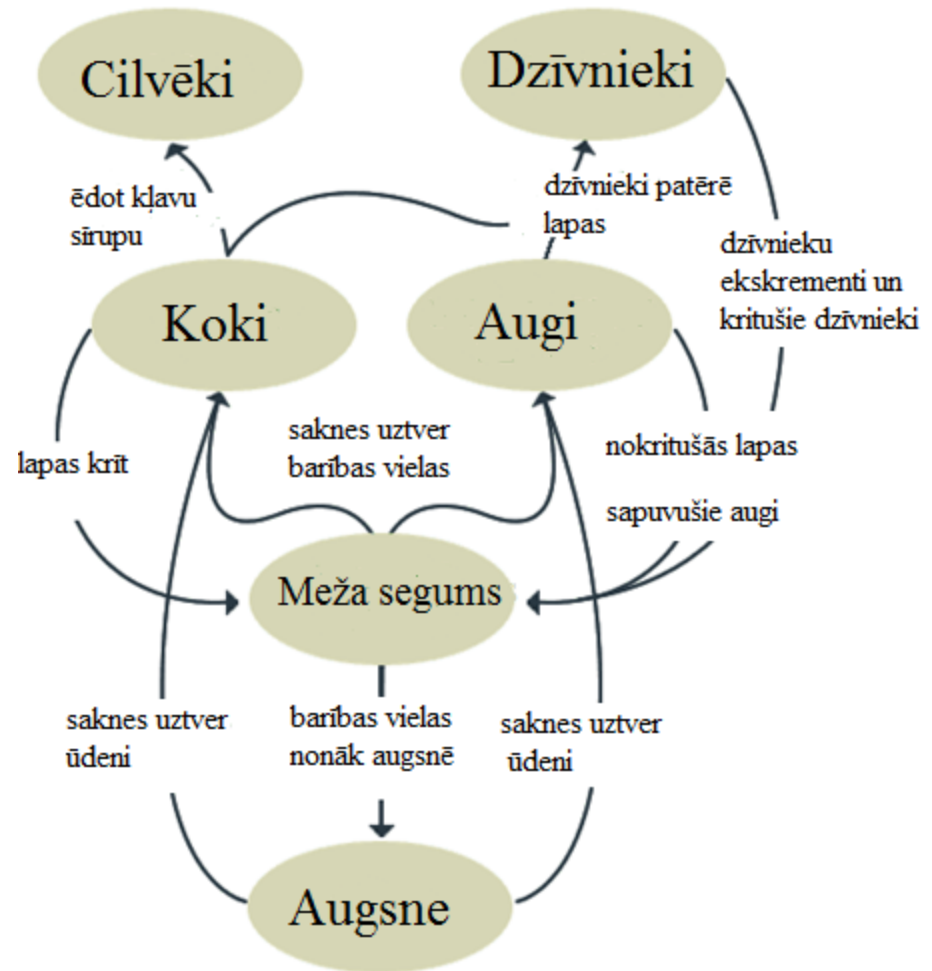 Cilvēki
Dzīvnieki
ēdot kļavu
sīrupu
dzīvnieki patērē
lapas
dzīvnieku
ekskrementi un
kritušie dzīvnieki
Koki
Augi
saknes uztver
barības vielas
lapas krīt
nokritušās lapas
sapuvušie augi
Meža segums
saknes uztver
ūdeni
barības vielas
nonāk augsnē
saknes uztver
ūdeni
Augsne